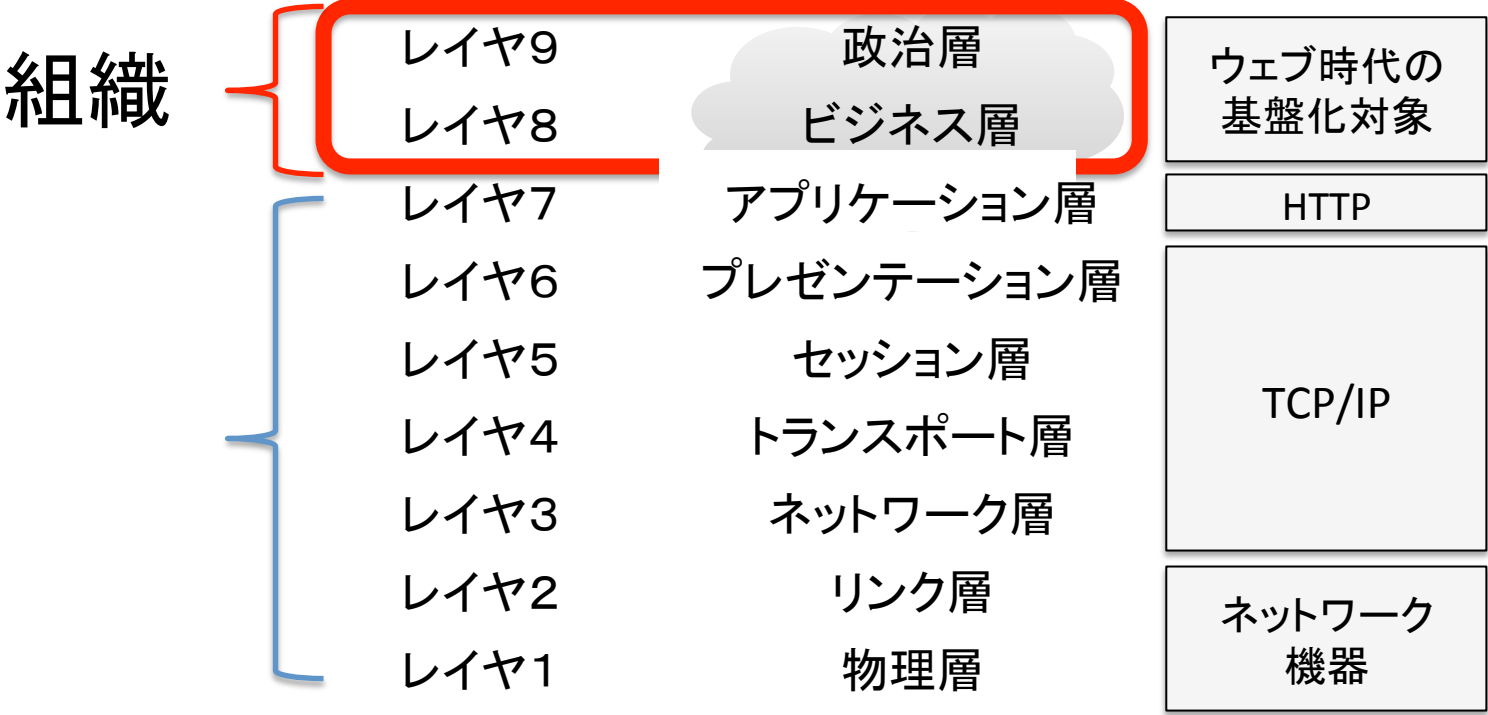 組織
レイヤ9 政治層
レイヤ8 ビジネス層
ウェブ時代の
基盤化対象
レイヤ7 アプリケーション層 HTTP
レイヤ6 プレゼンテーション層
レイヤ5 セッション層
レイヤ4 トランスポート層
レイヤ3 ネットワーク層
TCP/IP
レイヤ2 リンク層
レイヤ1 物理層
ネットワーク
機器